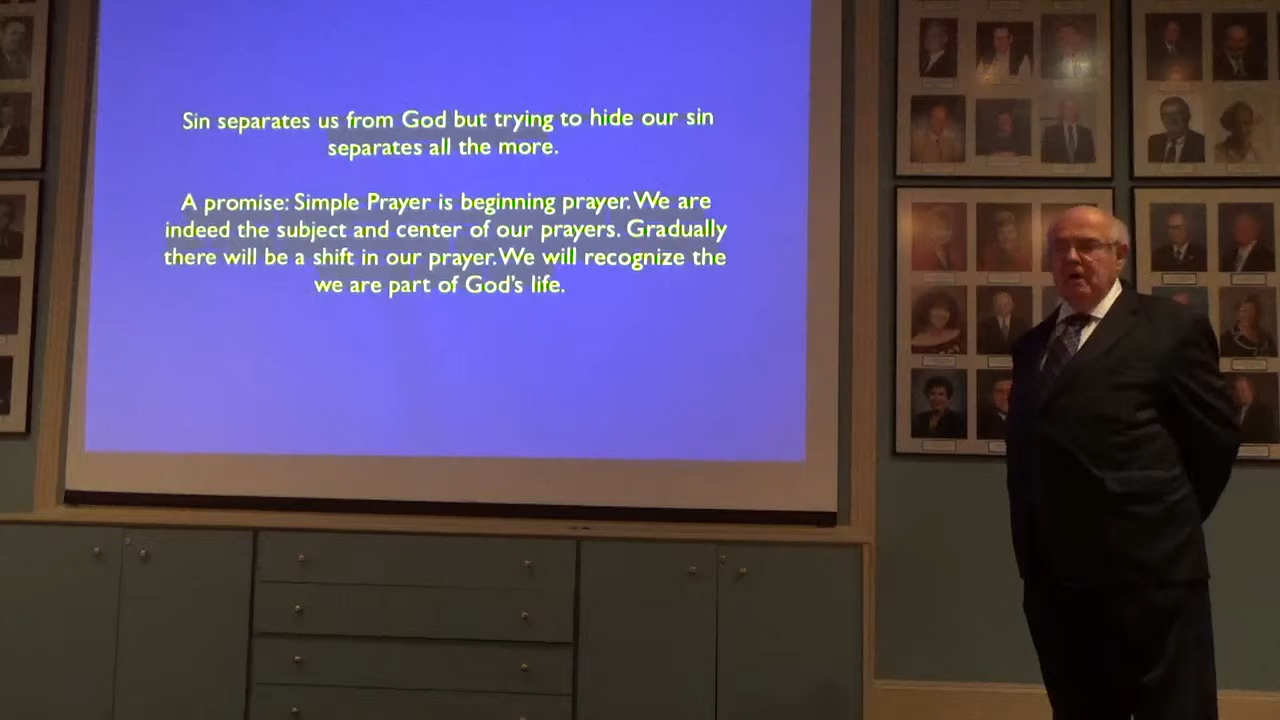 Sin separates us from God but trying to hide our sin
separates all the more.
A promise: Simple Prayer is beginning prayer. We are
indeed the subject and center of our prayers. Gradually
there will be a shift in our prayer. We will recognize the
we are part of God's life.